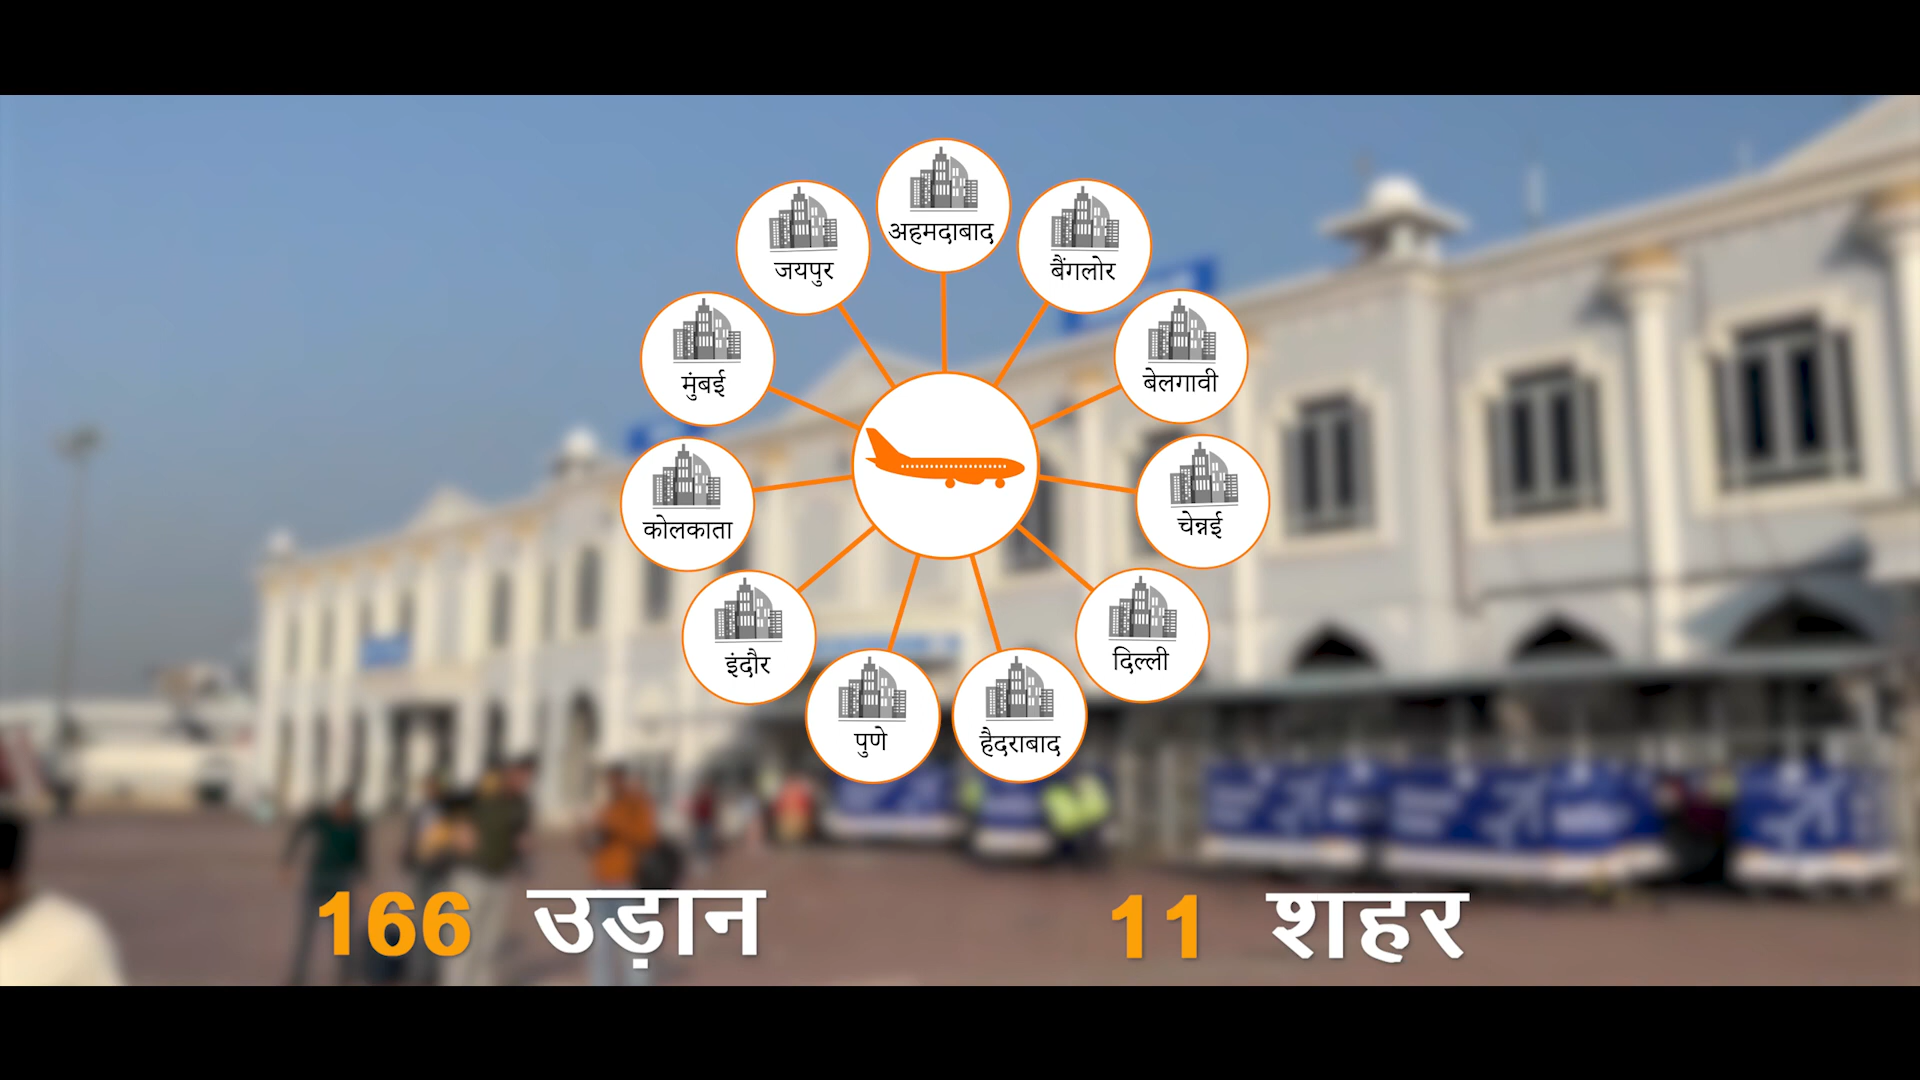 अहमदाबाद
जयपुर
बैंगलोर
मुंबई
बेलगावी
कोलकाता
चेन्नई
इंदौर
दिल्ली
पुणे
हैदराबाद
166 उड़ान
11 शहर